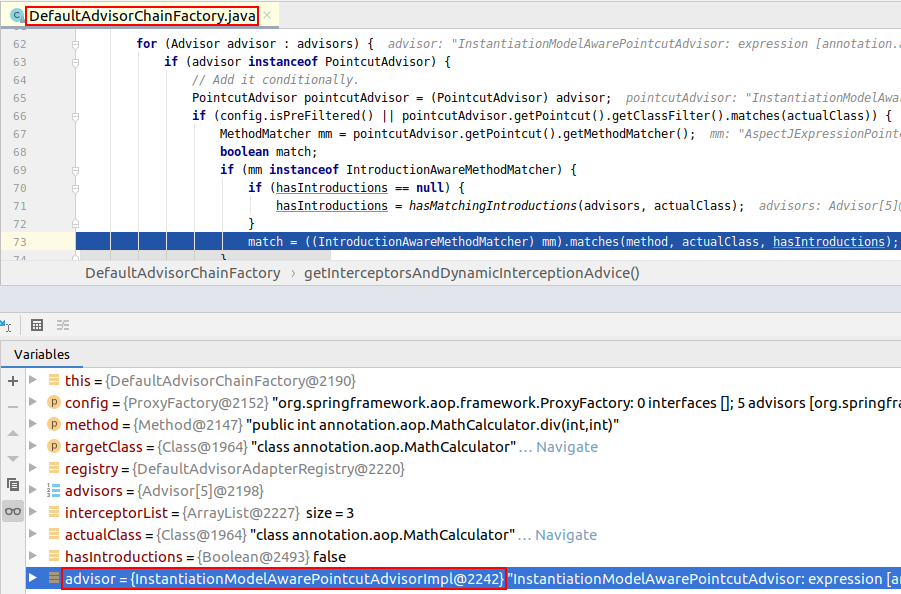 DefaultAdvisorChainFactory.java
62 for (Advisor advisor : advisors) { advisor: "InstantiationModelAwarePointcutAdvisor: expression [annotation.a
63 if (advisor instanceof PointcutAdvisor) {
64 // Add it conditionally.
65 PointcutAdvisor pointcutAdvisor = (PointcutAdvisor) advisor; pointcutAdvisor: "InstantiationModelAwa
66 if (config.isPreFiltered() || pointcutAdvisor.getPointcut().getClassFilter().matches(actualClass)) {
67 MethodMatcher mm = pointcutAdvisor.getPointcut().getMethodMatcher(); mm: "AspectJExpressionPoint
68 boolean match;
69 if (mm instanceof IntroductionAwareMethodMatcher) {
70 if (hasIntroductions == null) {
71 hasIntroductions = hasMatchingIntroductions(advisors, actualClass); advisors: Advisor[5]@
72 }
73 match = ((IntroductionAwareMethodMatcher) mm).matches(method, actualClass, hasIntroductions);
74 }
DefaultAdvisorChainFactory › getInterceptorsAndDynamicInterceptionAdvice()
Variables
this = {DefaultAdvisorChainFactory@2190}
config = {ProxyFactory@2152} "org.springframework.aop.framework.ProxyFactory: 0 interfaces []; 5 advisors [org.springfra
method = {Method@2147} "public int annotation.aop.MathCalculator.div(int,int)"
targetClass = {Class@1964} "class annotation.aop.MathCalculator" ... Navigate
registry = {DefaultAdvisorAdapterRegistry@2220}
advisors = {Advisor[5]@2198}
interceptorList = {ArrayList@2227} size = 3
actualClass = {Class@1964} "class annotation.aop.MathCalculator" ... Navigate
hasIntroductions = {Boolean@2493} false
advisor = {InstantiationModelAwarePointcutAdvisorImpl@2242} "InstantiationModelAwarePointcutAdvisor: expression [an